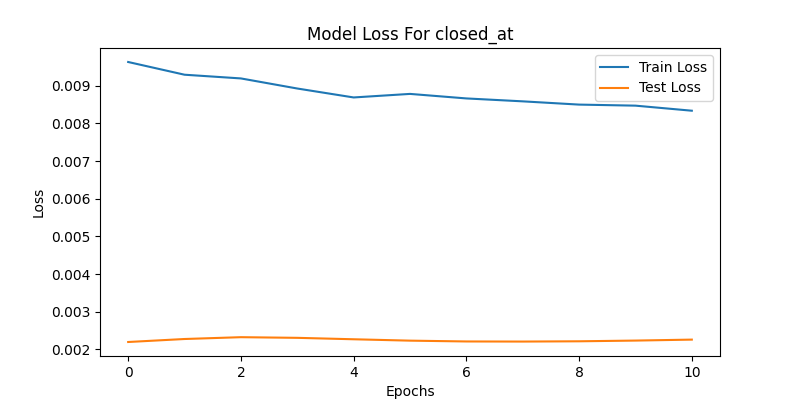 Model Loss For closed_at
Train Loss
Test Loss
0.009
0.008
0.007
0.006
0.005
0.004
0.003
0.002
Loss
0 2 4 6 8 10
Epochs